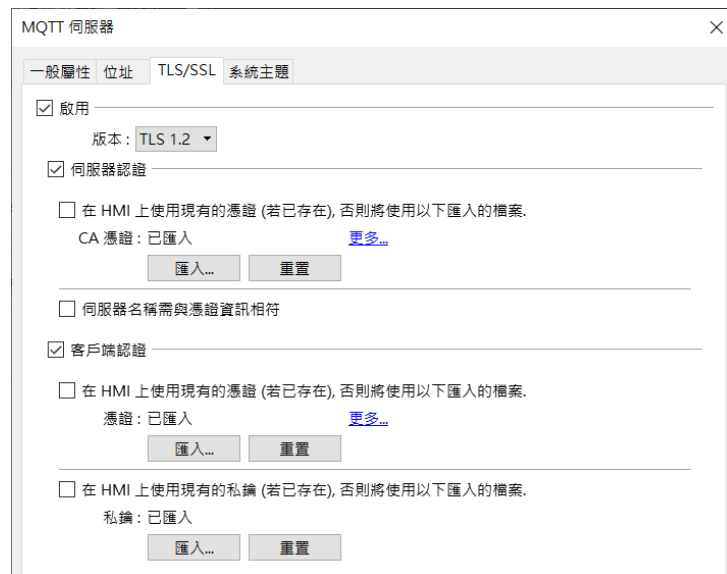 MQTT 伺服器
一般屬性 位址 TLS/SSL 系統主題
啟用
版本 : TLS 1.2
伺服器認證
在 HMI 上使用現有的憑證 (若已存在), 否則將使用以下匯入的檔案.
CA 憑證 : 已匯入 更多...
匯入... 重置
伺服器名稱需與憑證資訊相符
客戶端認證
在 HMI 上使用現有的憑證 (若已存在), 否則將使用以下匯入的檔案.
憑證 : 已匯入 更多...
匯入... 重置
在 HMI 上使用現有的私鑰 (若已存在), 否則將使用以下匯入的檔案.
私鑰 : 已匯入
匯入... 重置